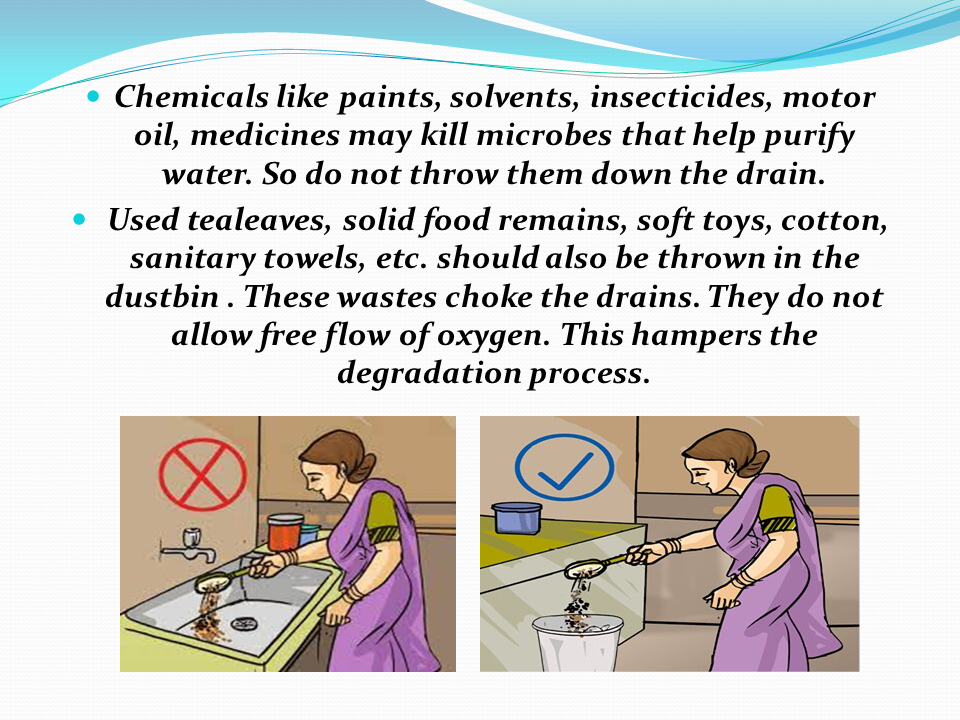 • Chemicals like paints, solvents, insecticides, motor
oil, medicines may kill microbes that help purify
water. So do not throw them down the drain.
• Used tealeaves, solid food remains, soft toys, cotton,
sanitary towels, etc. should also be thrown in the
dustbin . These wastes choke the drains. They do not
allow free flow of oxygen. This hampers the
degradation process.